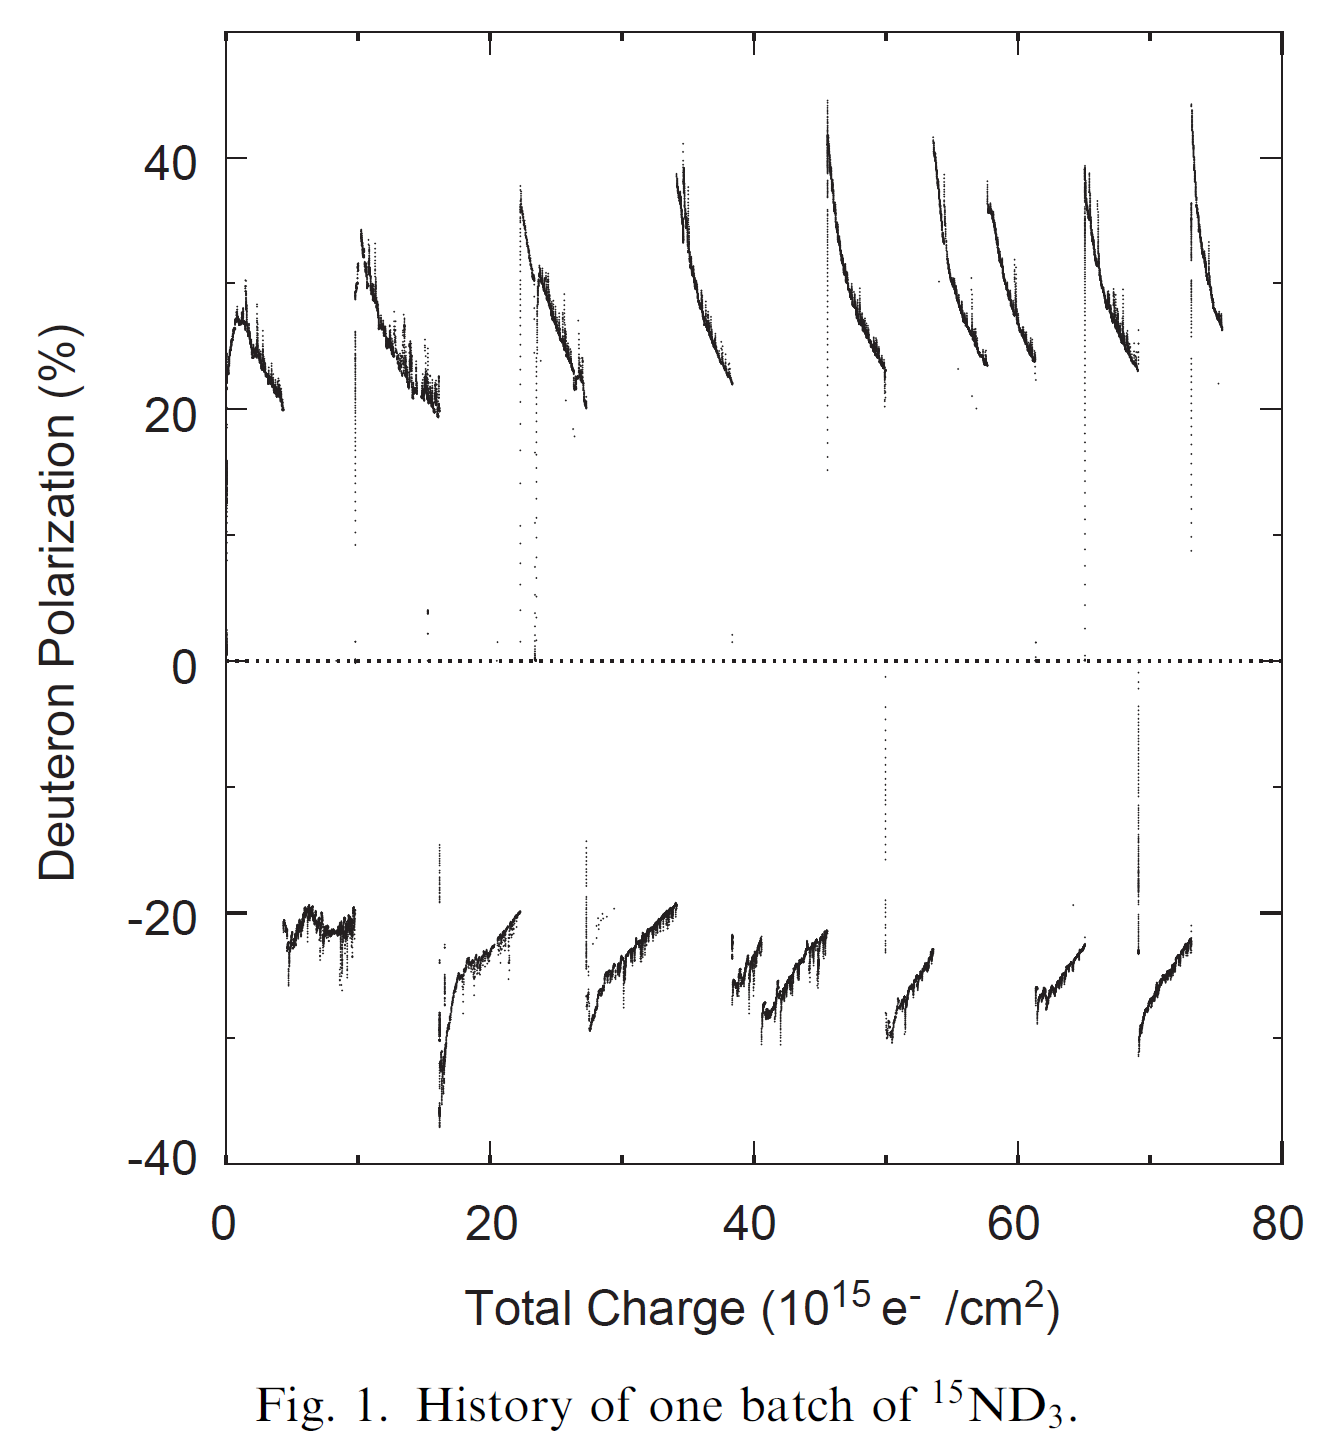 40
20
0
-20
-40
Deuteron Polarization (%)
0 20 40 60 80
Total Charge (10¹⁵ e⁻ /cm²)
Fig. 1. History of one batch of ¹⁵ND₃.